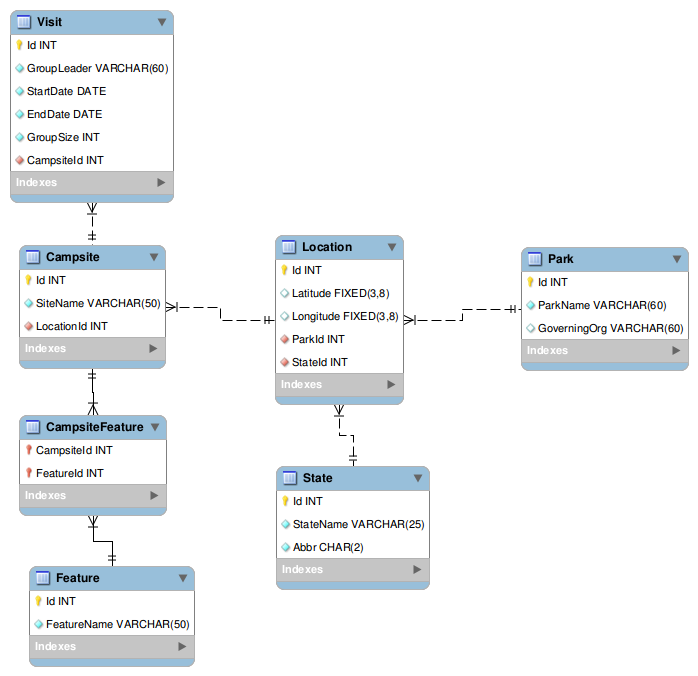 Visit
Id INT
GroupLeader VARCHAR(60)
StartDate DATE
EndDate DATE
GroupSize INT
CampsiteId INT
Indexes
Campsite
Id INT
SiteName VARCHAR(50)
LocationId INT
Indexes
Location
Id INT
Latitude FIXED(3,8)
Longitude FIXED(3,8)
ParkId INT
StateId INT
Indexes
Park
Id INT
ParkName VARCHAR(60)
GoverningOrg VARCHAR(60)
Indexes
CampsiteFeature
CampsiteId INT
FeatureId INT
Indexes
State
Id INT
StateName VARCHAR(25)
Abbr CHAR(2)
Indexes
Feature
Id INT
FeatureName VARCHAR(50)
Indexes